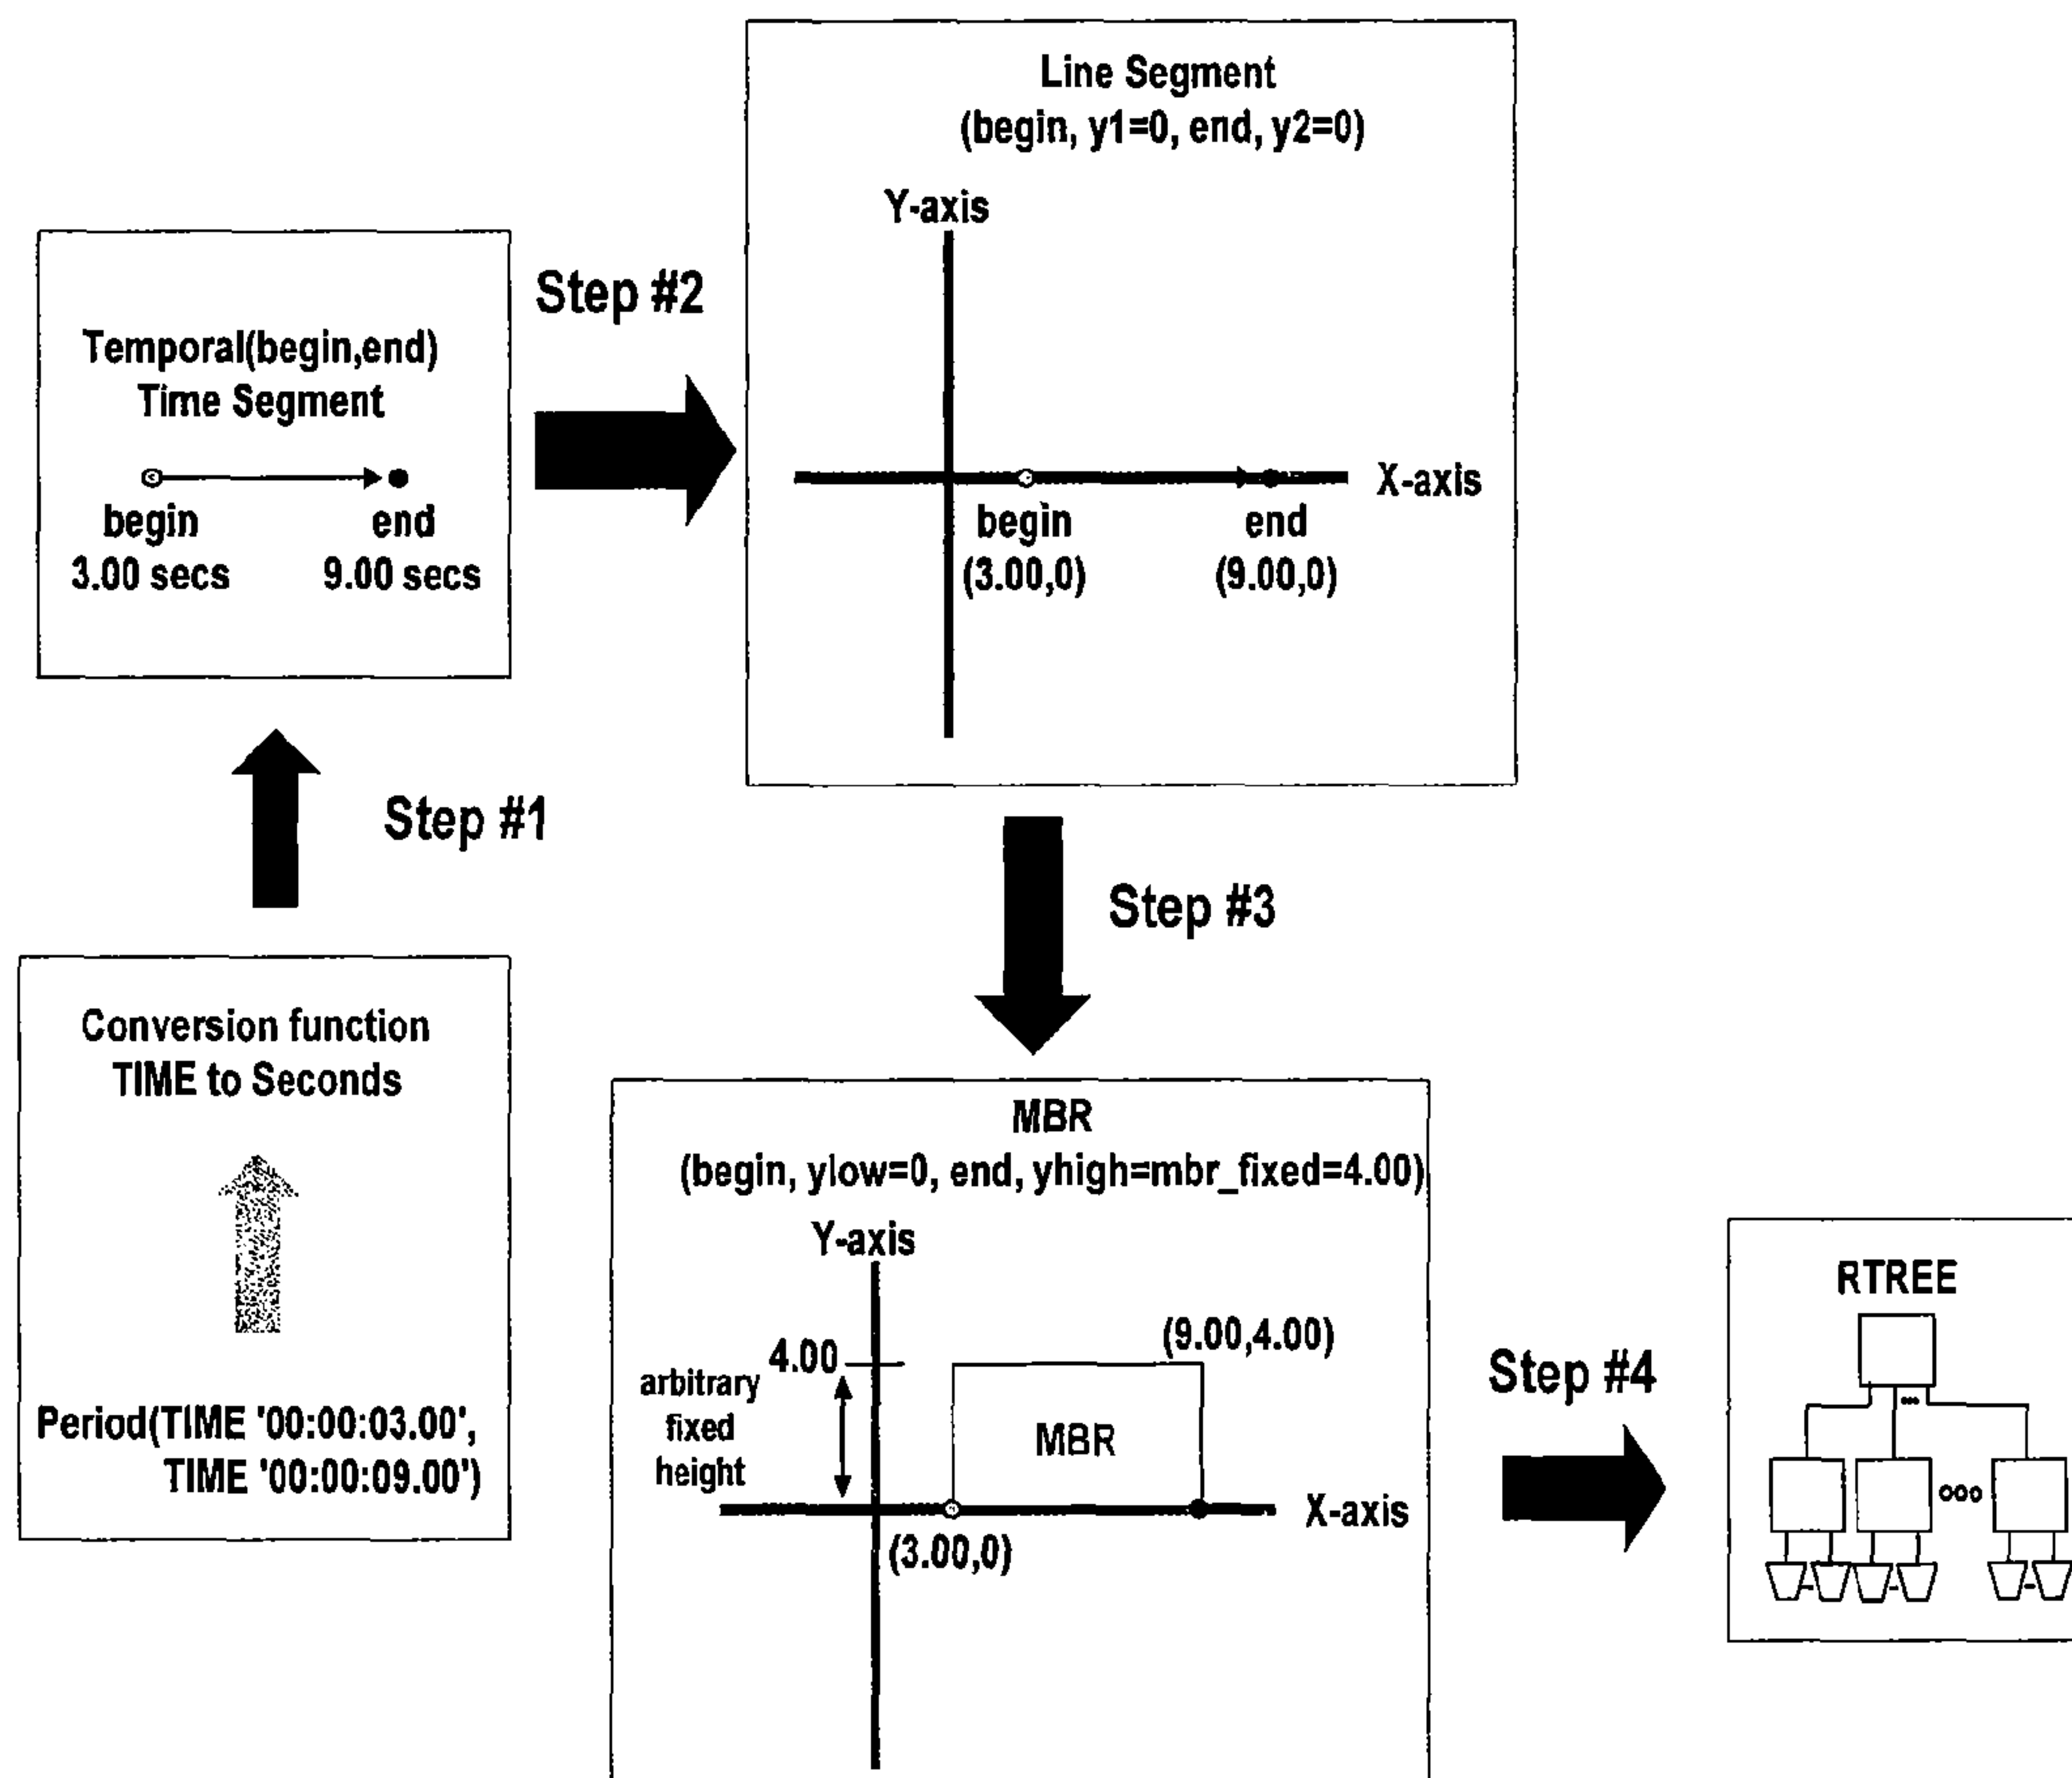 Line Segment
(begin, y1=0, end, y2=0)
Y-axis
X-axis
begin
(3.00,0)
end
(9.00,0)
Temporal(begin,end)
Time Segment
begin
3.00 secs
end
9.00 secs
Step #2
Step #1
Step #3
Conversion function
TIME to Seconds
Period(TIME '00:00:03.00',
TIME '00:00:09.00')
MBR
(begin, ylow=0, end, yhigh=mbr_fixed=4.00)
Y-axis
4.00
(9.00,4.00)
arbitrary
fixed
height
MBR
X-axis
(3.00,0)
Step #4
RTREE